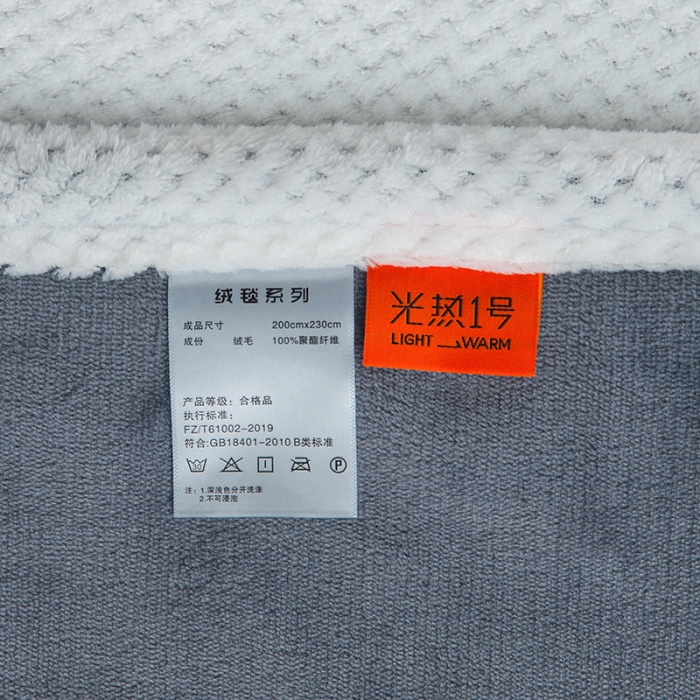 绒毯系列
成品尺寸 200cmx230cm
成份 绒毛 100%聚酯纤维
产品等级：合格品
执行标准：
FZ/T61002-2019
符合:GB18401-2010 B类标准
P
注：1.深浅色分开洗涤
2.不可浸泡
光热1号
LIGHT WARM